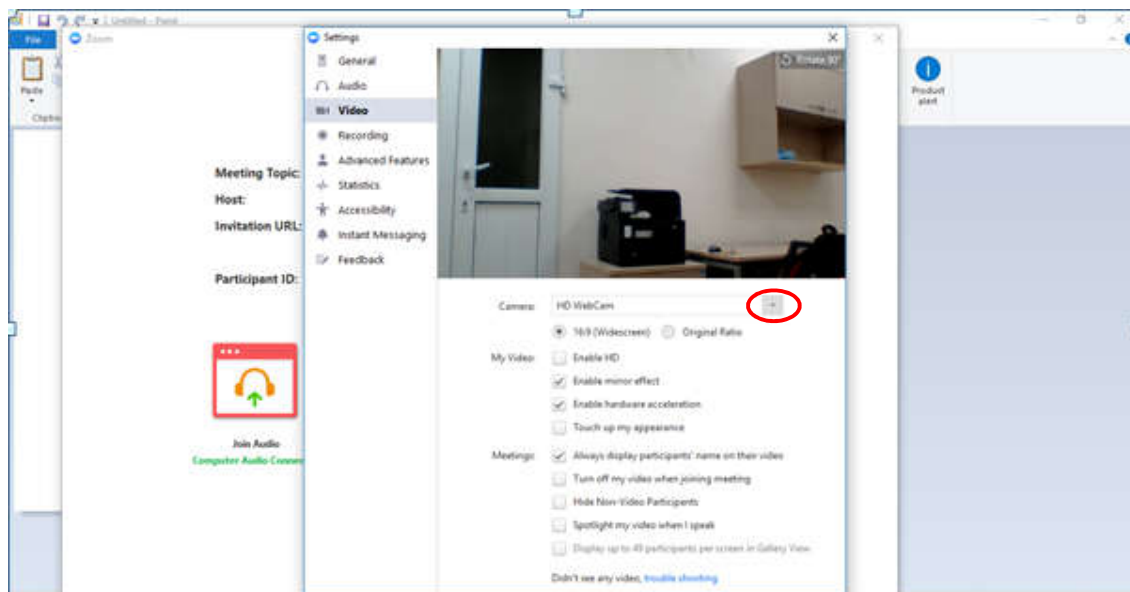 Untitled - Paint
File
Zoom
Paste
Product
alert
Meeting Topic:
Host:
Invitation URL:
Participant ID:
Join Audio
Computer Audio
Settings
General
Audio
Video
Recording
Advanced Features
Statistics
Accessibility
Instant Messaging
Feedback
Rotate 90°
Camera: HD WebCam
16:9 (Widescreen) Original Ratio
My Video: Enable HD
Enable mirror effect
Enable hardware acceleration
Touch up my appearance
Meetings: Always display participants' name on their video
Turn off my video when joining meeting
Hide Non-Video Participants
Spotlight my video when I speak
Display up to 49 participants per screen in Gallery View
Didn't see any video, trouble shooting